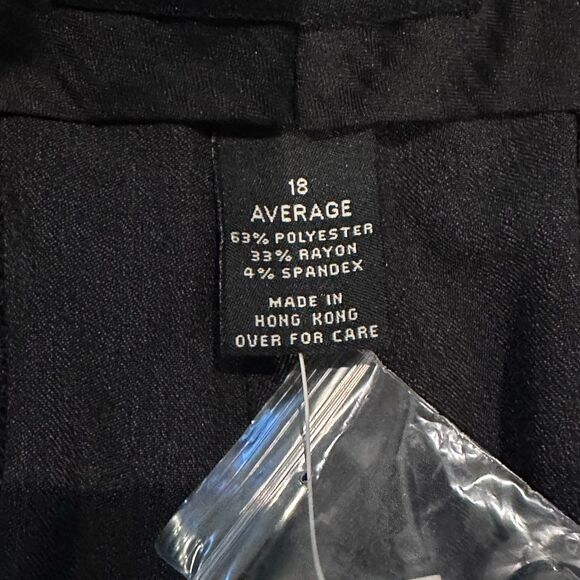 18
AVERAGE
63% POLYESTER
33% RAYON
4% SPANDEX
MADE IN
HONG KONG
OVER FOR CARE